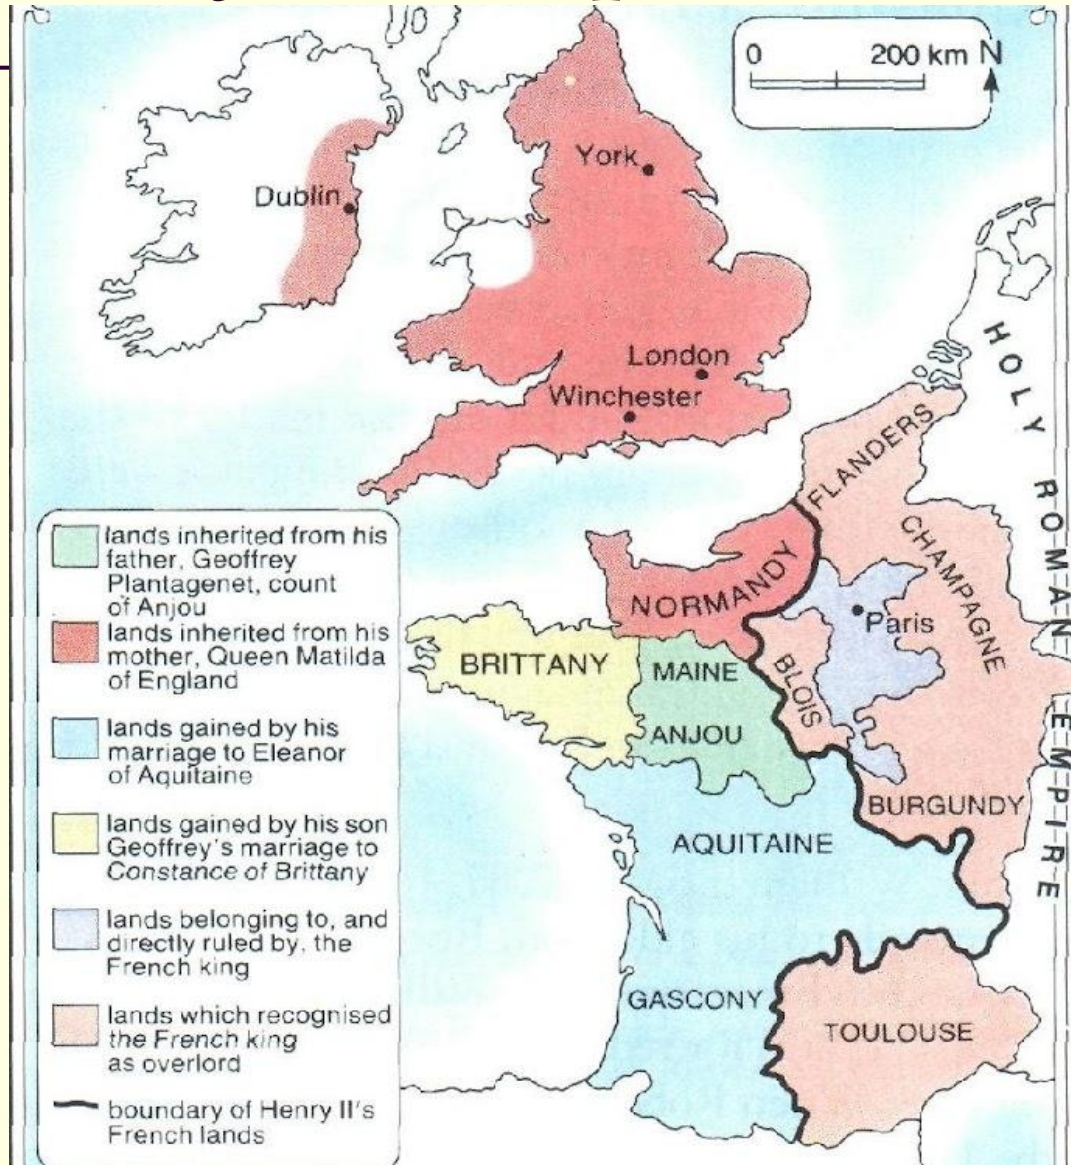 0 200 km N
York
Dublin
London
Winchester
HOLY ROMAN EMPIRE
FLANDERS
CHAMPAGNE
NORMANDY
Paris
BRITTANY
MAINE
BLOIS
ANJOU
BURGUNDY
AQUITAINE
GASCONY
TOULOUSE
lands inherited from his
father, Geoffrey
Plantagenet, count
of Anjou
lands inherited from his
mother, Queen Matilda
of England
lands gained by his
marriage to Eleanor
of Aquitaine
lands gained by his son
Geoffrey's marriage to
Constance of Brittany
lands belonging to, and
directly ruled by, the
French king
lands which recognised
the French king
as overlord
boundary of Henry II's
French lands